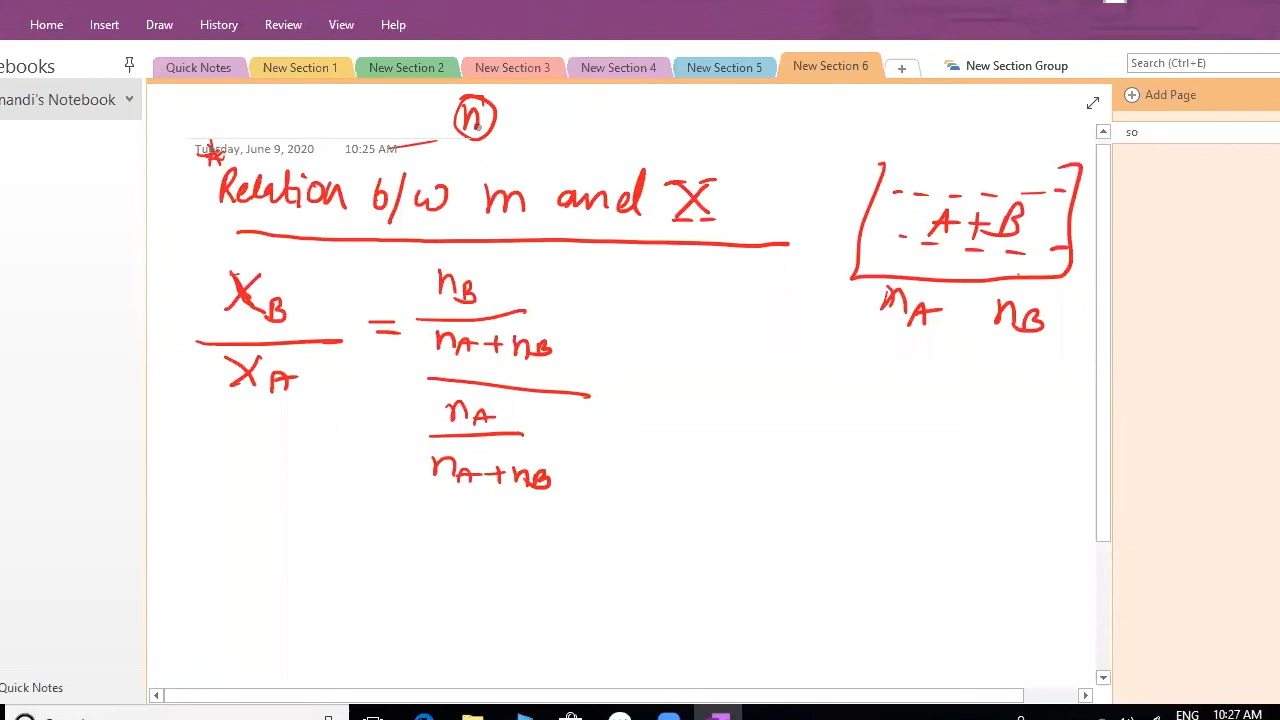 Home Insert Draw History Review View Help
ebooks
Quick Notes New Section 1 New Section 2 New Section 3 New Section 4 New Section 5 New Section 6 + New Section Group Search (Ctrl+E)
nandi's Notebook
Add Page
so
n
Tuesday, June 9, 2020 10:25 AM
Relation b/w m and X
A+B
nA nB
XB
XA
=
nB
nA+nB
nA
nA+nB
Quick Notes
ENG 10:27 AM